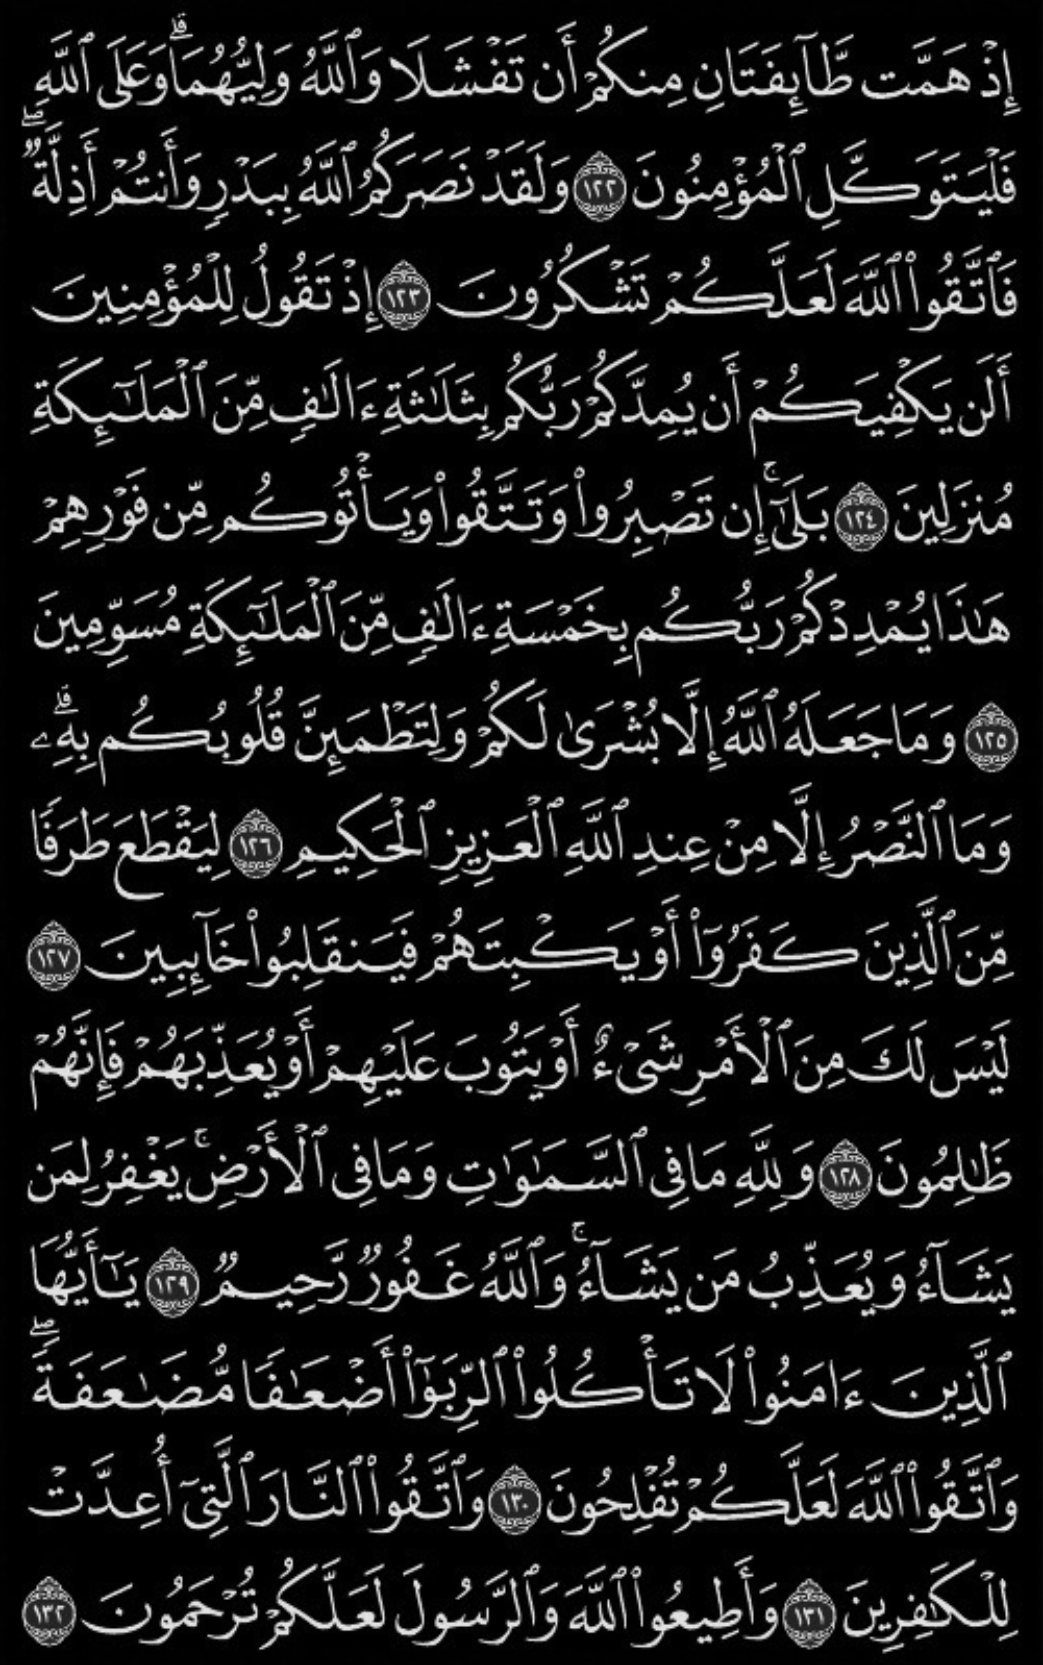 إِذْ هَمَّت طَّآئِفَتَانِ مِنكُمْ أَن تَفْشَلَا وَٱللَّهُ وَلِيُّهُمَا ۗ وَعَلَى ٱللَّهِ
فَلْيَتَوَكَّلِ ٱلْمُؤْمِنُونَ ١٢٢ وَلَقَدْ نَصَرَكُمُ ٱللَّهُ بِبَدْرٍ وَأَنتُمْ أَذِلَّةٌ ۖ
فَٱتَّقُوا۟ ٱللَّهَ لَعَلَّكُمْ تَشْكُرُونَ ١٢٣ إِذْ تَقُولُ لِلْمُؤْمِنِينَ
أَلَن يَكْفِيَكُمْ أَن يُمِدَّكُمْ رَبُّكُم بِثَلَـٰثَةِ ءَالَـٰفٍ مِّنَ ٱلْمَلَـٰٓئِكَةِ
مُنزَلِينَ ١٢٤ بَلَىٰٓ ۚ إِن تَصْبِرُوا۟ وَتَتَّقُوا۟ وَيَأْتُوكُم مِّن فَوْرِهِمْ
هَـٰذَا يُمْدِدْكُمْ رَبُّكُم بِخَمْسَةِ ءَالَـٰفٍ مِّنَ ٱلْمَلَـٰٓئِكَةِ مُسَوِّمِينَ
١٢٥ وَمَا جَعَلَهُ ٱللَّهُ إِلَّا بُشْرَىٰ لَكُمْ وَلِتَطْمَئِنَّ قُلُوبُكُم بِهِۦ ۗ
وَمَا ٱلنَّصْرُ إِلَّا مِنْ عِندِ ٱللَّهِ ٱلْعَزِيزِ ٱلْحَكِيمِ ١٢٦ لِيَقْطَعَ طَرَفًا
مِّنَ ٱلَّذِينَ كَفَرُوٓا۟ أَوْ يَكْبِتَهُمْ فَيَنقَلِبُوا۟ خَآئِبِينَ ١٢٧
لَيْسَ لَكَ مِنَ ٱلْأَمْرِ شَىْءٌ أَوْ يَتُوبَ عَلَيْهِمْ أَوْ يُعَذِّبَهُمْ فَإِنَّهُمْ
ظَـٰلِمُونَ ١٢٨ وَلِلَّهِ مَا فِى ٱلسَّمَـٰوَٰتِ وَمَا فِى ٱلْأَرْضِ ۚ يَغْفِرُ لِمَن
يَشَآءُ وَيُعَذِّبُ مَن يَشَآءُ ۚ وَٱللَّهُ غَفُورٌ رَّحِيمٌ ١٢٩ يَـٰٓأَيُّهَا
ٱلَّذِينَ ءَامَنُوا۟ لَا تَأْكُلُوا۟ ٱلرِّبَوٰٓا۟ أَضْعَـٰفًا مُّضَـٰعَفَةً ۖ
وَٱتَّقُوا۟ ٱللَّهَ لَعَلَّكُمْ تُفْلِحُونَ ١٣٠ وَٱتَّقُوا۟ ٱلنَّارَ ٱلَّتِىٓ أُعِدَّتْ
لِلْكَـٰفِرِينَ ١٣١ وَأَطِيعُوا۟ ٱللَّهَ وَٱلرَّسُولَ لَعَلَّكُمْ تُرْحَمُونَ ١٣٢